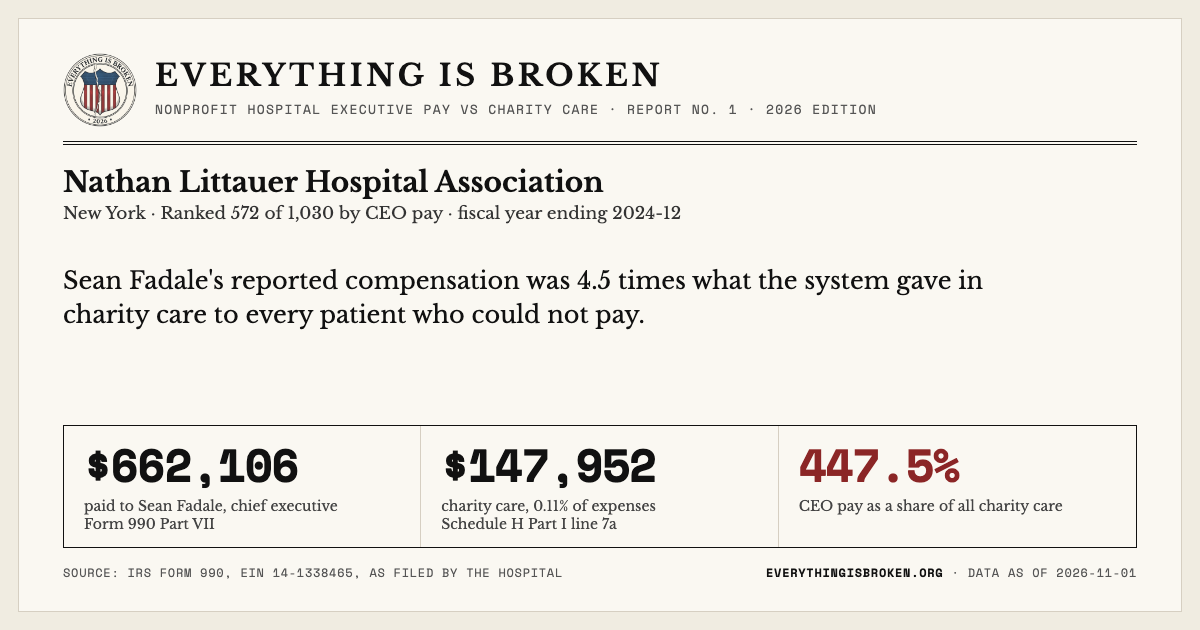 EVERYTHING IS BROKEN
2026
EVERYTHING IS BROKEN
NONPROFIT HOSPITAL EXECUTIVE PAY VS CHARITY CARE · REPORT NO. 1 · 2026 EDITION
Nathan Littauer Hospital Association
New York · Ranked 572 of 1,030 by CEO pay · fiscal year ending 2024-12
Sean Fadale's reported compensation was 4.5 times what the system gave in
charity care to every patient who could not pay.
$662,106
paid to Sean Fadale, chief executive
Form 990 Part VII
$147,952
charity care, 0.11% of expenses
Schedule H Part I line 7a
447.5%
CEO pay as a share of all charity care
SOURCE: IRS FORM 990, EIN 14-1338465, AS FILED BY THE HOSPITAL
EVERYTHINGISBROKEN.ORG · DATA AS OF 2026-11-01